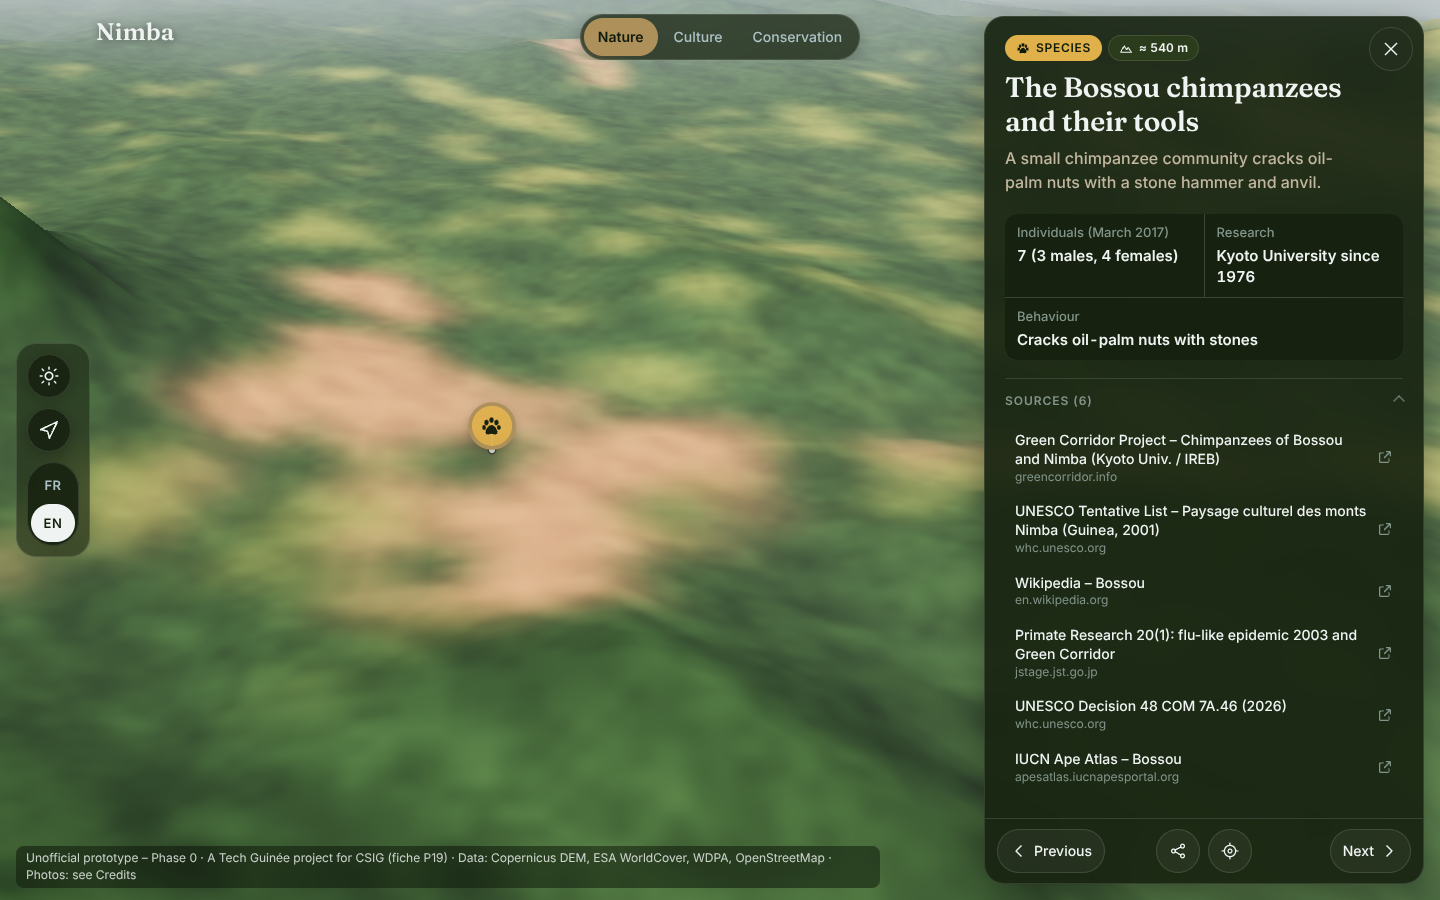 Nimba
Nature
Culture
Conservation
FR
EN
SPECIES
≈ 540 m
The Bossou chimpanzees
and their tools
A small chimpanzee community cracks oil-
palm nuts with a stone hammer and anvil.
Individuals (March 2017)
7 (3 males, 4 females)
Research
Kyoto University since
1976
Behaviour
Cracks oil-palm nuts with stones
SOURCES (6)
Green Corridor Project – Chimpanzees of Bossou
and Nimba (Kyoto Univ. / IREB)
greencorridor.info
UNESCO Tentative List – Paysage culturel des monts
Nimba (Guinea, 2001)
whc.unesco.org
Wikipedia – Bossou
en.wikipedia.org
Primate Research 20(1): flu-like epidemic 2003 and
Green Corridor
jstage.jst.go.jp
UNESCO Decision 48 COM 7A.46 (2026)
whc.unesco.org
IUCN Ape Atlas – Bossou
apesatlas.iucnapesportal.org
Previous
Next
Unofficial prototype – Phase 0 · A Tech Guinée project for CSIG (fiche P19) · Data: Copernicus DEM, ESA WorldCover, WDPA, OpenStreetMap ·
Photos: see Credits